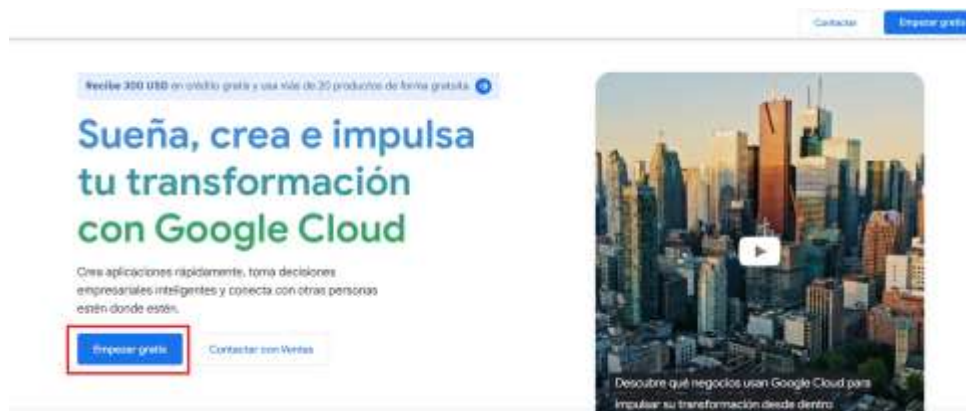 Contactar
Empezar gratis
Recibe 300 USD en crédito gratis y usa más de 20 productos de forma gratuita.
Sueña, crea e impulsa
tu transformación
con Google Cloud
Crea aplicaciones rápidamente, toma decisiones
empresariales inteligentes y conecta con otras personas
estén donde estén.
Empezar gratis
Contactar con Ventas
Descubre qué negocios usan Google Cloud para
impulsar su transformación desde dentro